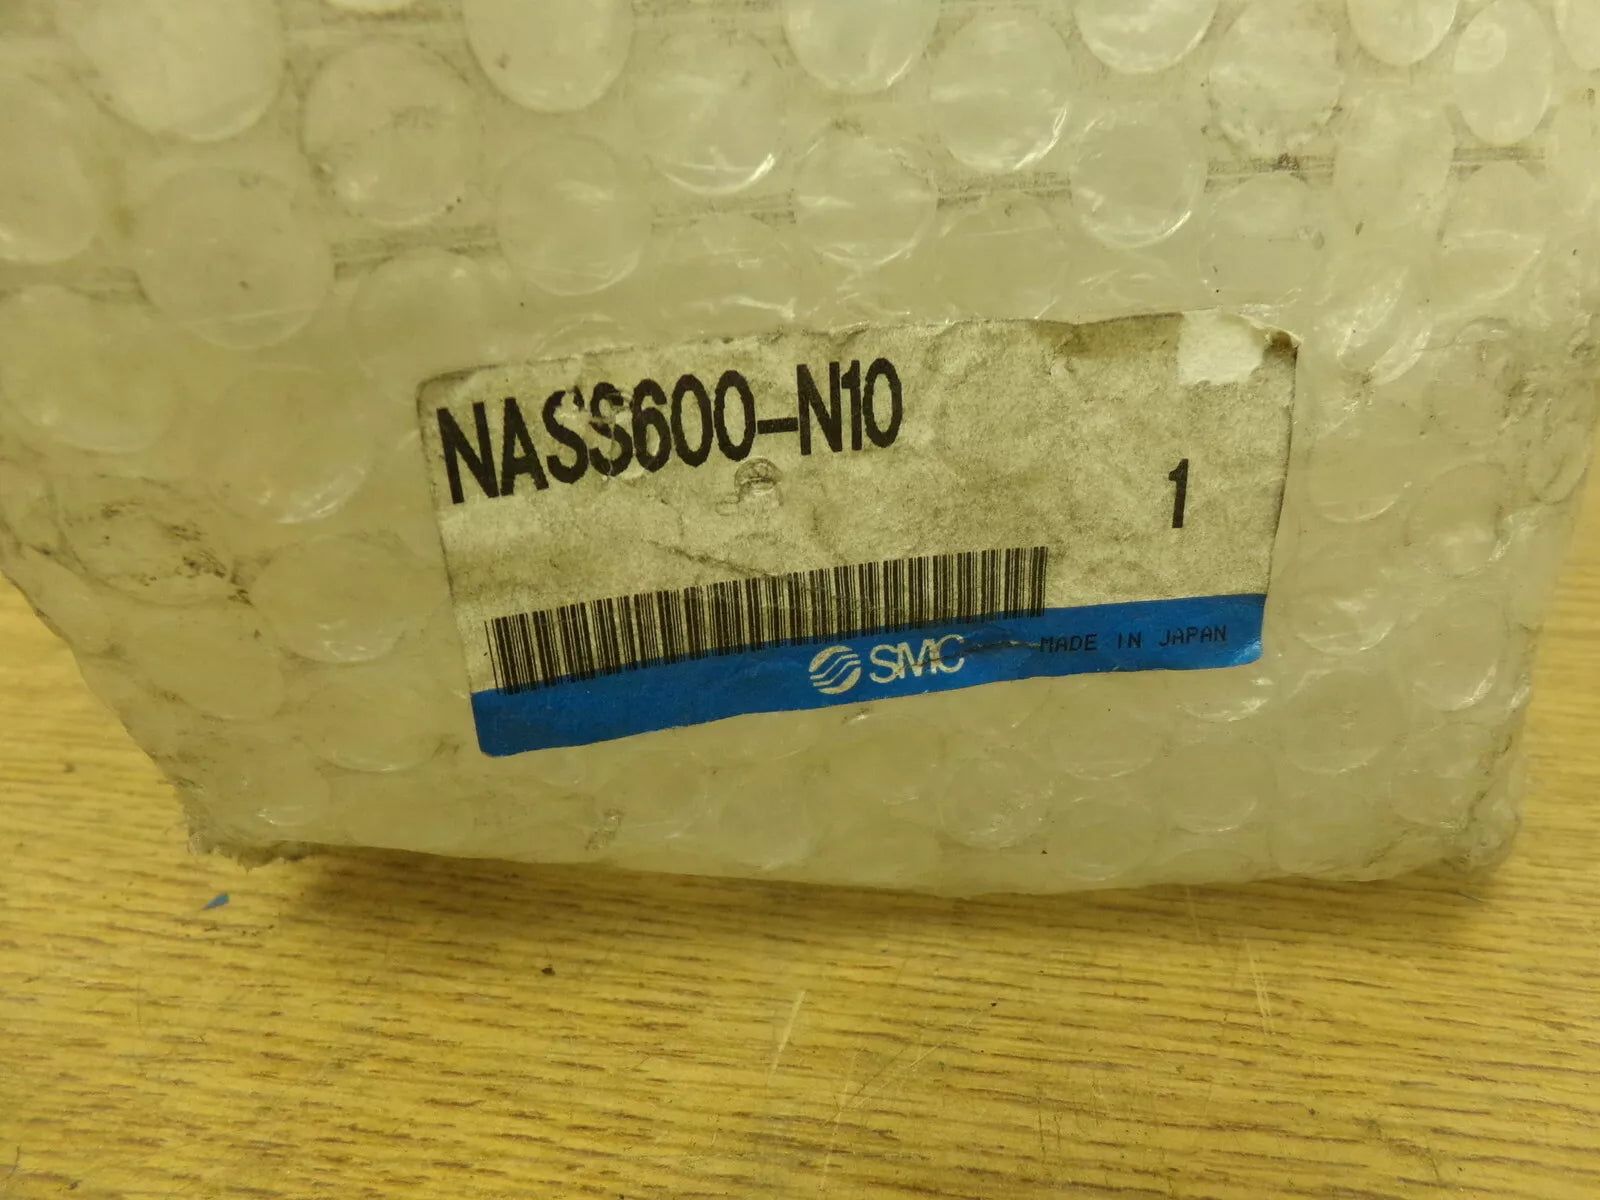 NASS600-N10
1
SMC MADE IN JAPAN